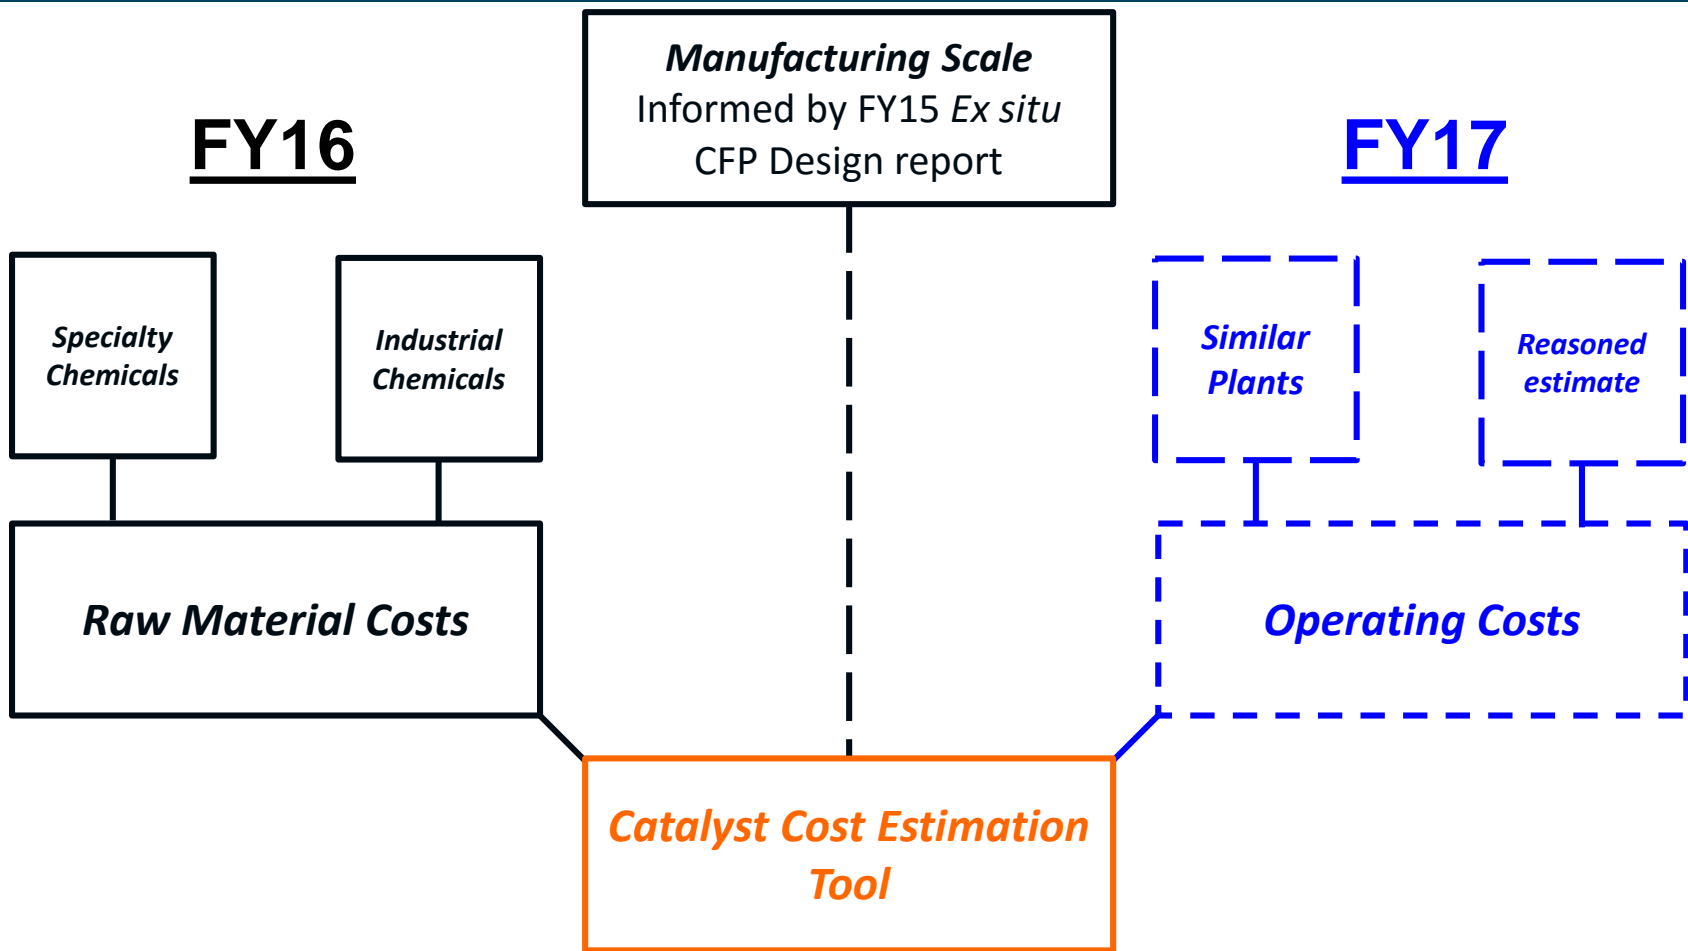 Manufacturing Scale
Informed by FY15 Ex situ
CFP Design report
FY16
FY17
Specialty
Chemicals
Industrial
Chemicals
Similar
Plants
Reasoned
estimate
Raw Material Costs
Operating Costs
Catalyst Cost Estimation
Tool